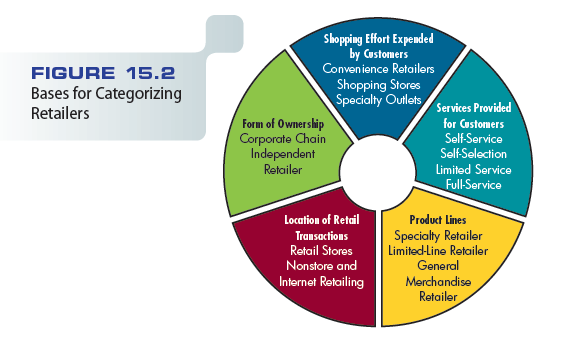 FIGURE 15.2
Bases for Categorizing
Retailers
Shopping Effort Expended
by Customers
Convenience Retailers
Shopping Stores
Specialty Outlets
Services Provided
for Customers
Self-Service
Self-Selection
Limited Service
Full-Service
Product Lines
Specialty Retailer
Limited-Line Retailer
General
Merchandise
Retailer
Location of Retail
Transactions
Retail Stores
Nonstore and
Internet Retailing
Form of Ownership
Corporate Chain
Independent
Retailer